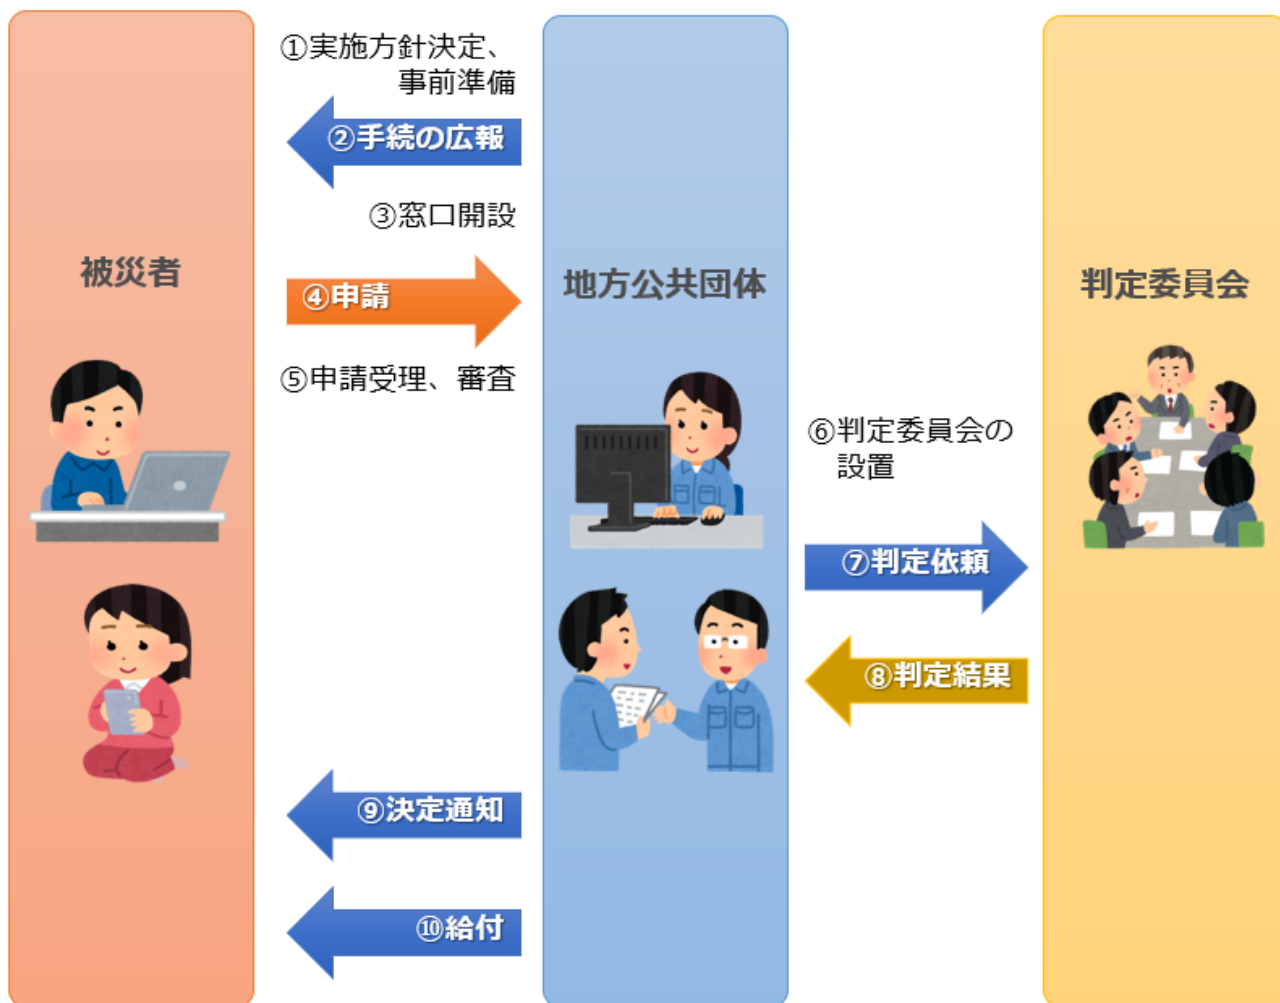 ①実施方針決定、
事前準備
②手続の広報
③窓口開設
被災者
地方公共団体
判定委員会
④申請
⑤申請受理、審査
⑥判定委員会の
設置
⑦判定依頼
⑧判定結果
⑨決定通知
⑩給付